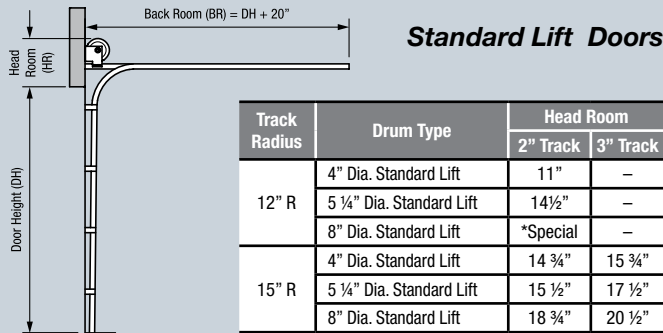 Back Room (BR) = DH + 20”
Standard Lift Doors
Head
Room
(HR)
Door Height (DH)
Track
Radius
Drum Type
Head Room
2” Track 3” Track
12” R
4” Dia. Standard Lift 11” –
5 ¼” Dia. Standard Lift 14½” –
8” Dia. Standard Lift *Special –
15” R
4” Dia. Standard Lift 14 ¾” 15 ¾”
5 ¼” Dia. Standard Lift 15 ½” 17 ½”
8” Dia. Standard Lift 18 ¾” 20 ½”